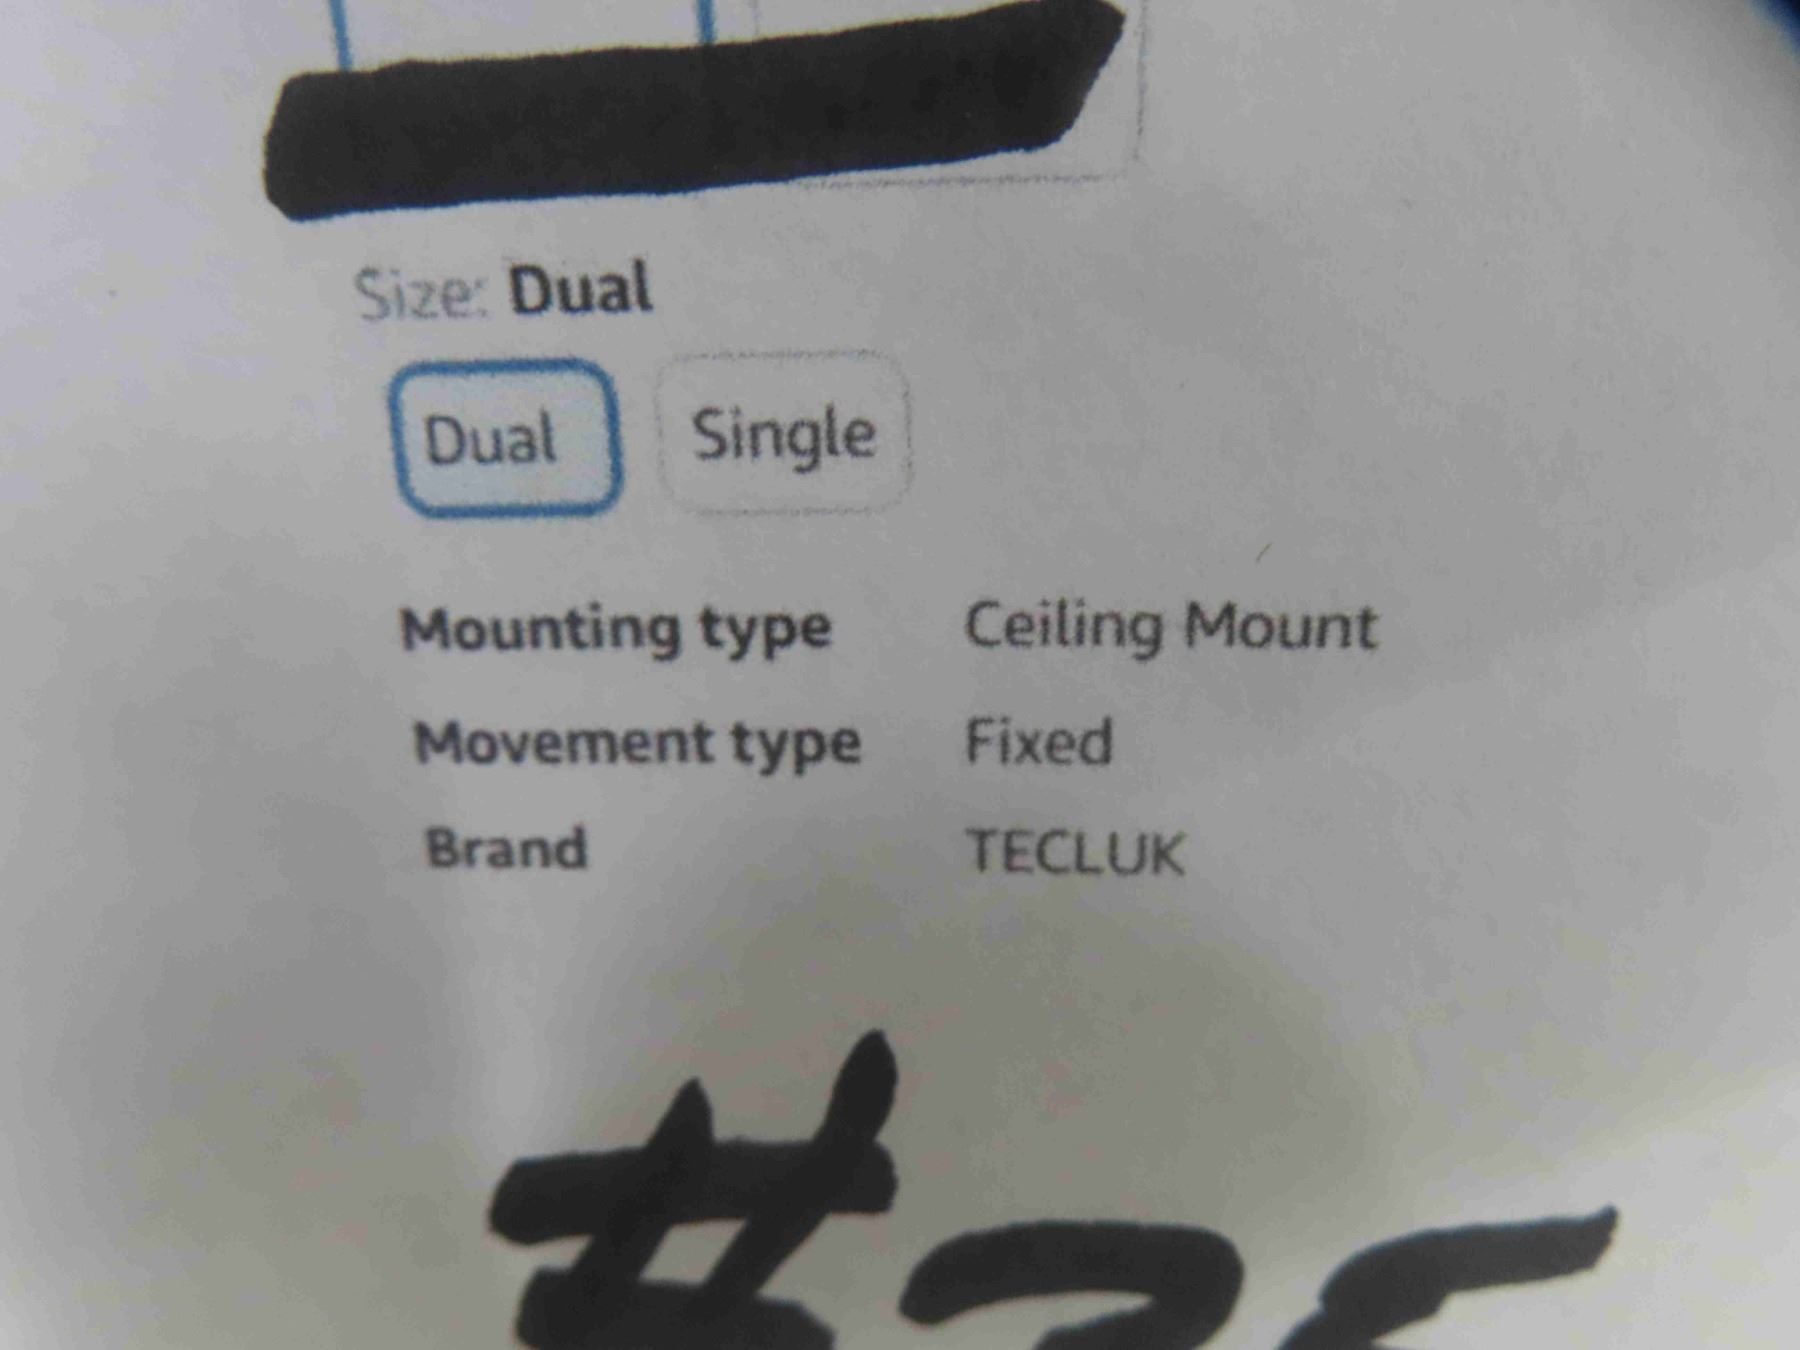 Size: Dual
Dual Single
Mounting type Ceiling Mount
Movement type Fixed
Brand TECLUK